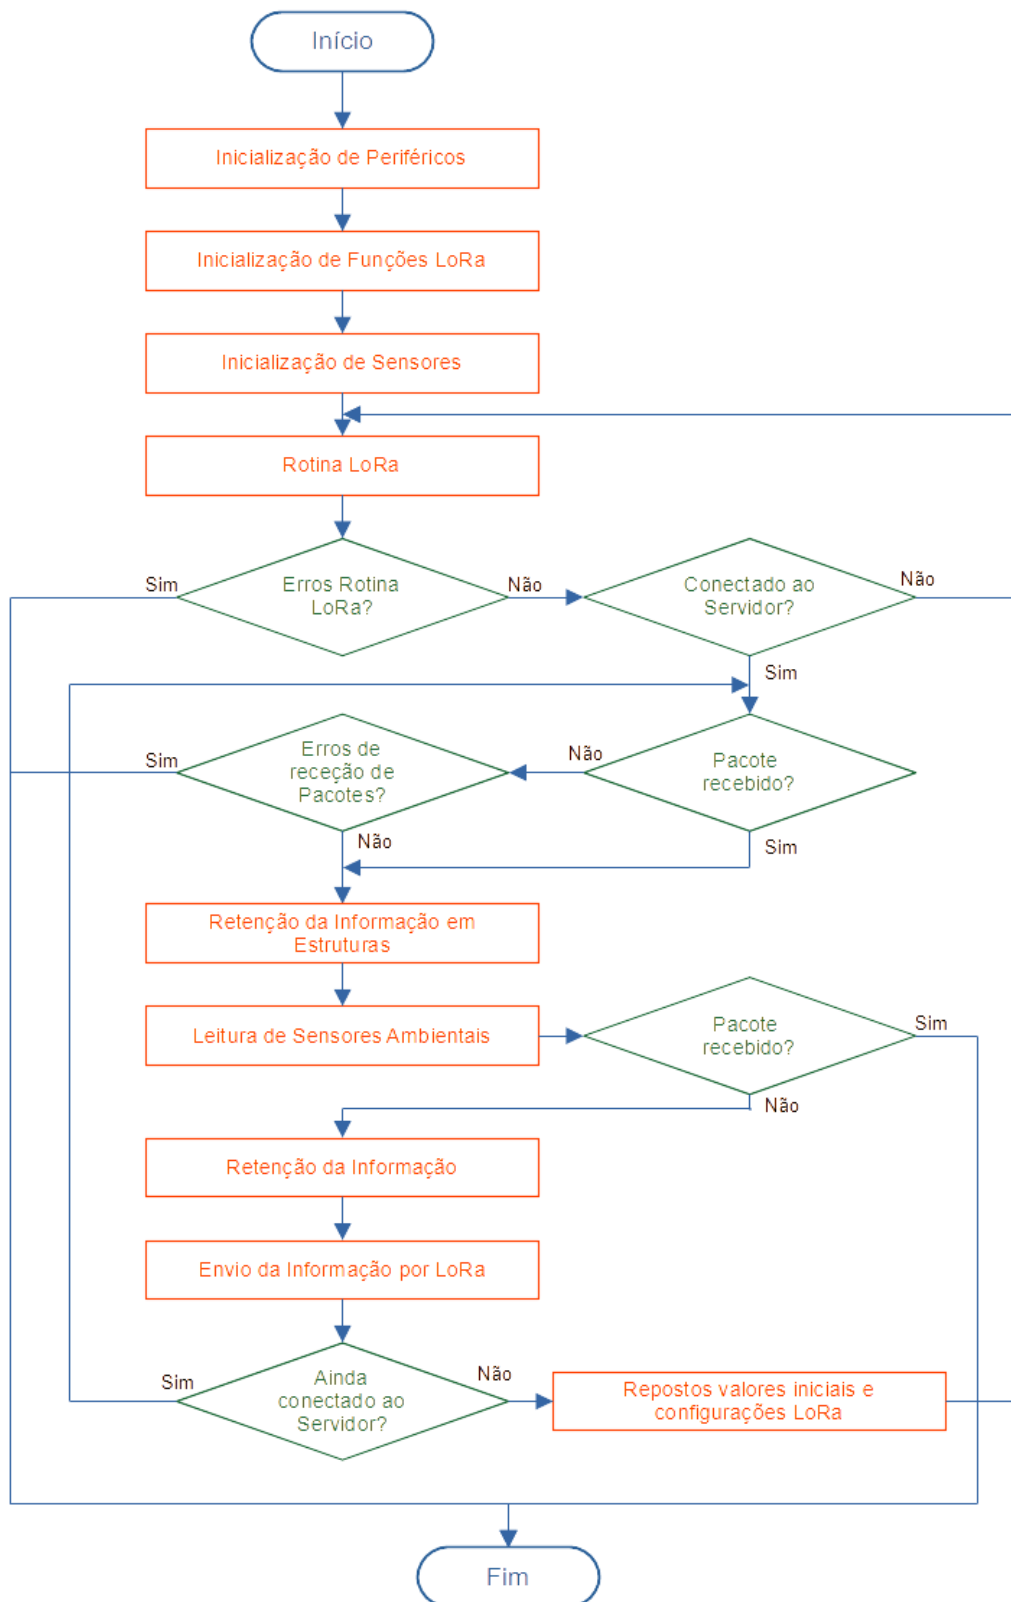 Início
Inicialização de Periféricos
Inicialização de Funções LoRa
Inicialização de Sensores
Rotina LoRa
Sim
Erros Rotina
LoRa?
Não
Conectado ao
Servidor?
Não
Sim
Sim
Erros de
receção de
Pacotes?
Não
Pacote
recebido?
Não
Sim
Retenção da Informação em
Estruturas
Leitura de Sensores Ambientais
Pacote
recebido?
Sim
Não
Retenção da Informação
Envio da Informação por LoRa
Sim
Ainda
conectado ao
Servidor?
Não
Repostos valores iniciais e
configurações LoRa
Fim